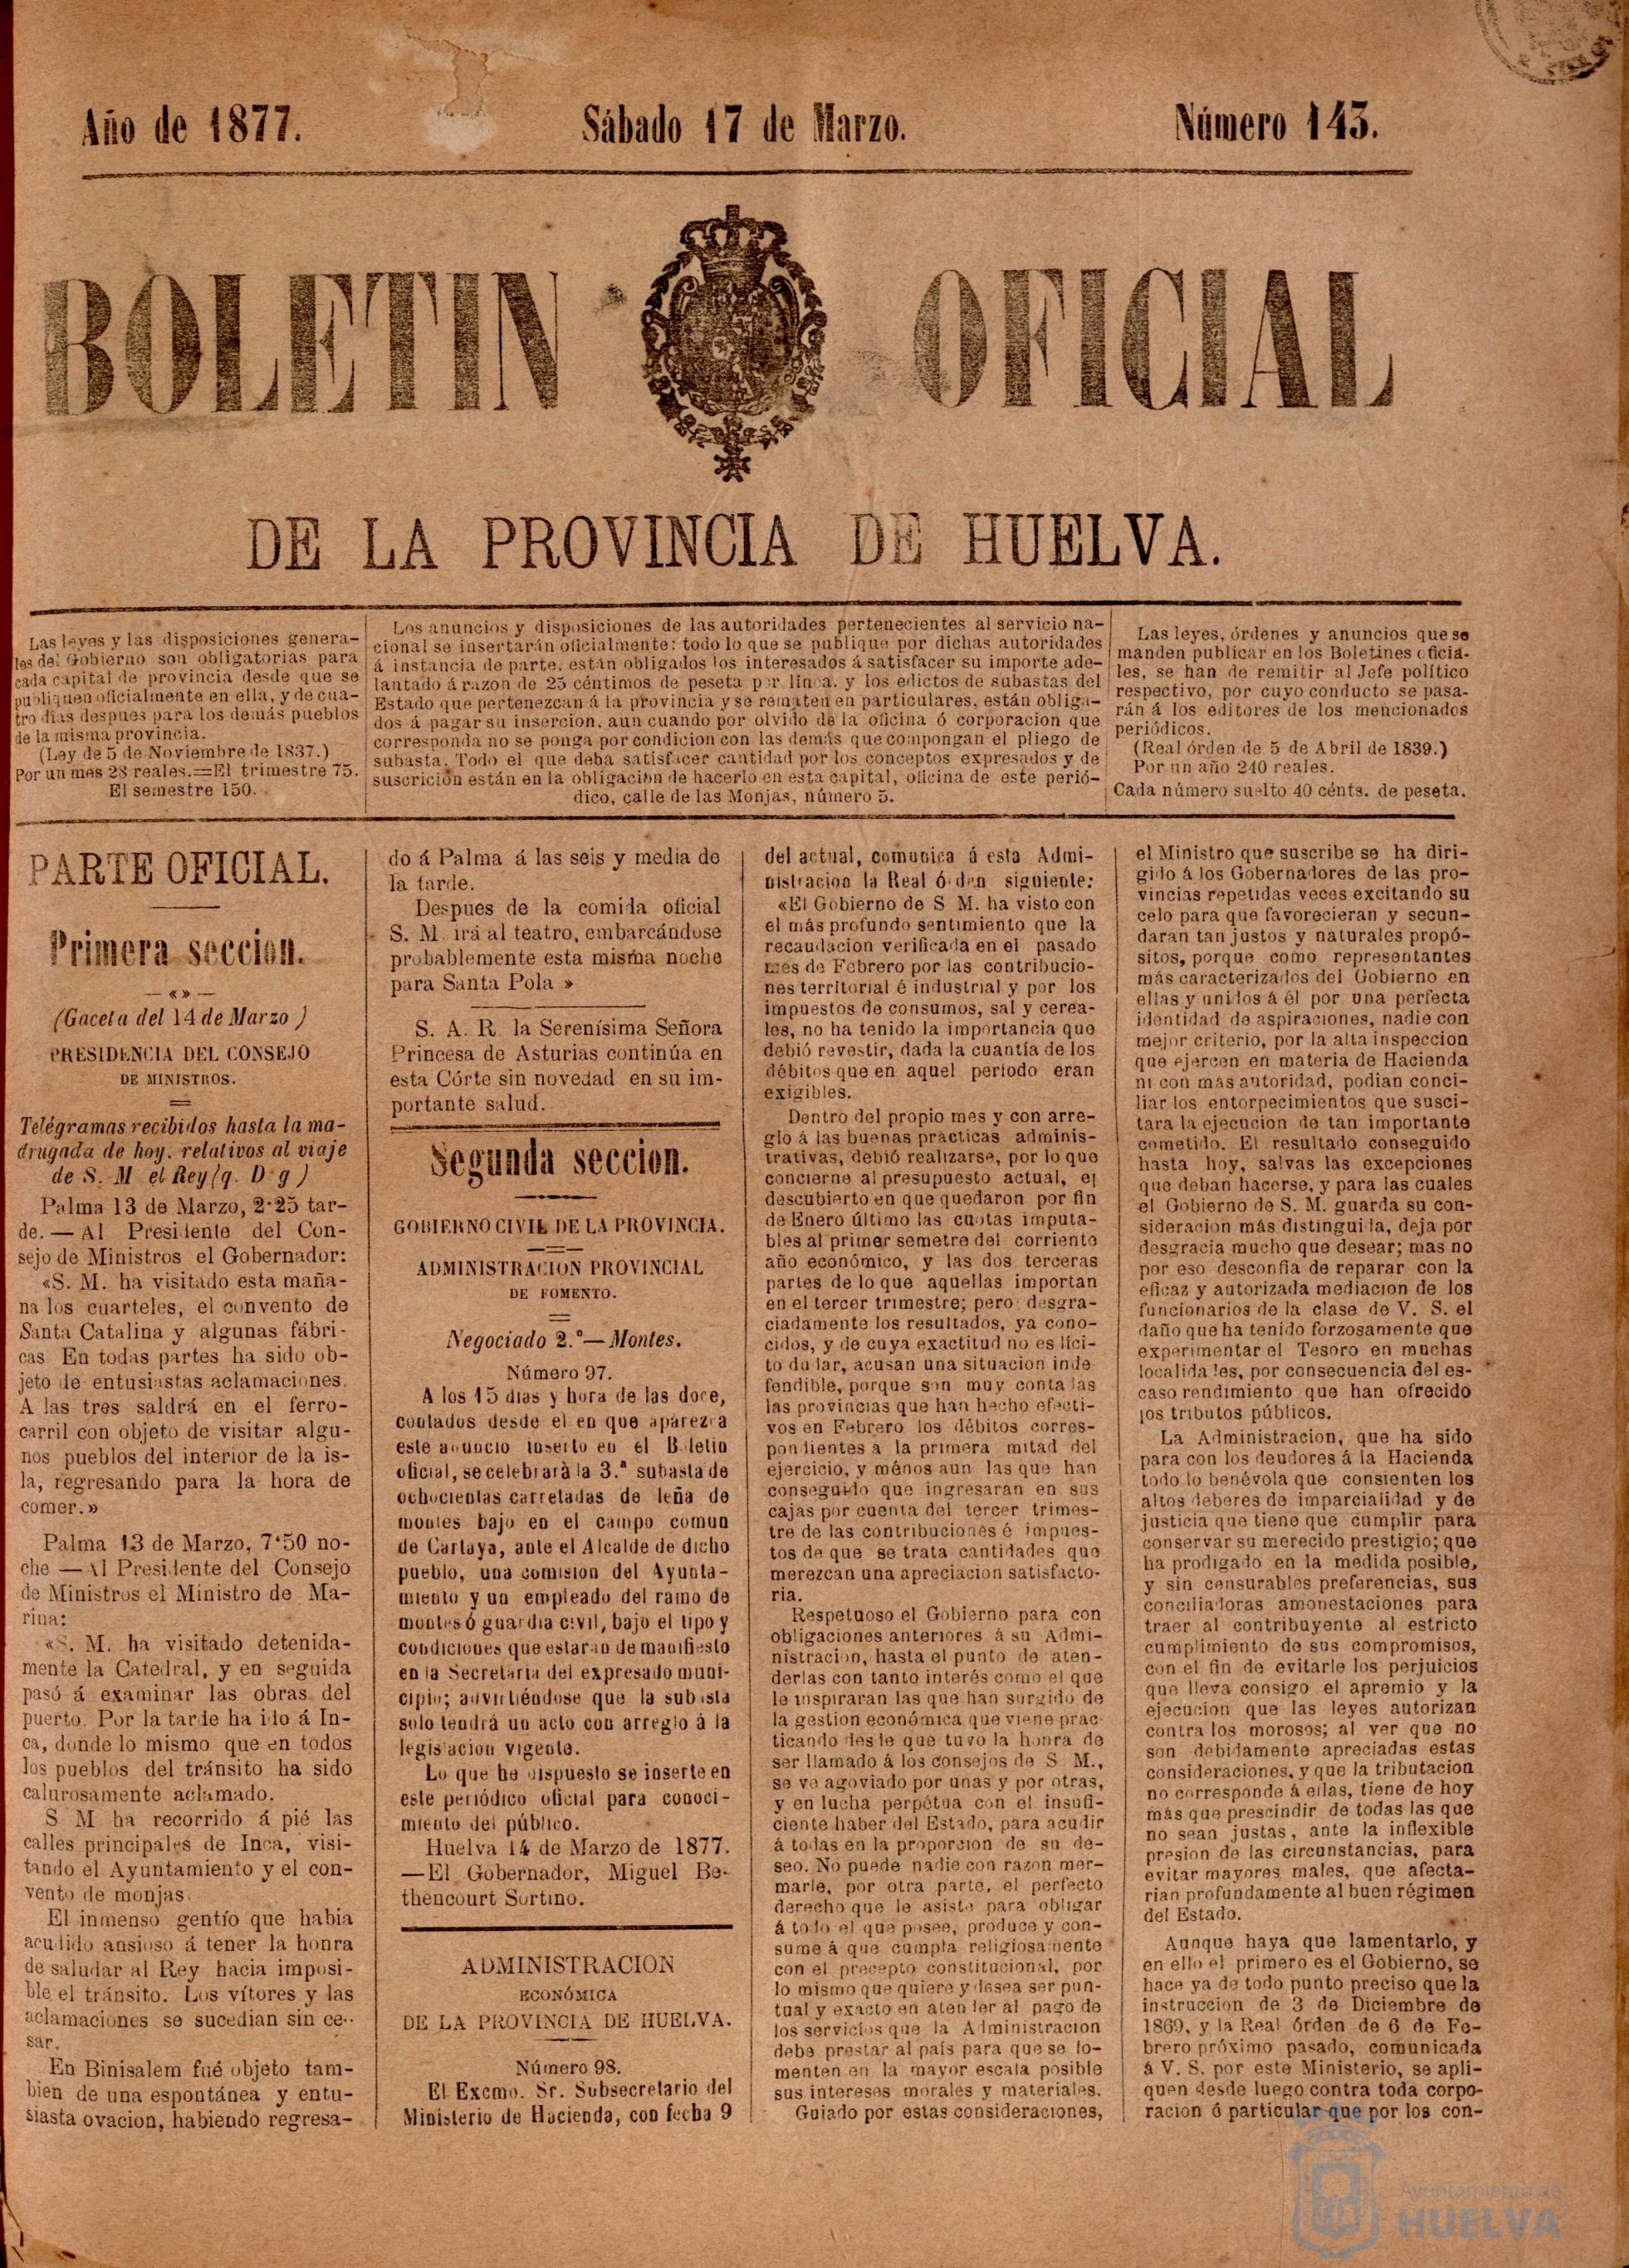 Año de 1877.
Sábado 17 de Marzo.
Número 143.
BOLETIN OFICIAL
DE LA PROVINCIA DE HUELVA.
Las leyes y las disposiciones genera-
les del Gobierno son obligatorias para
cada capital de provincia desde que se
publiquen oficialmente en ella, y de cua-
tro dias despues para los demás pueblos
de la misma provincia.
(Ley de 5 de Noviembre de 1837.)
Por un mes 28 reales.=El trimestre 75.
El semestre 150.
Los anuncios y disposiciones de las autoridades pertenecientes al servicio na-
cional se insertarán oficialmente: todo lo que se publique por dichas autoridades
á instancia de parte, están obligados los interesados á satisfacer su importe ade-
lantado á razon de 25 céntimos de peseta por línea, y los edictos de subastas del
Estado que pertenezcan á la provincia y se rematen en particulares, están obliga-
dos á pagar su insercion, aun cuando por olvido de la oficina ó corporacion que
corresponda no se ponga por condicion con las demás que compongan el pliego de
subasta. Todo el que deba satisfacer cantidad por los conceptos expresados y de
suscrición están en la obligacion de hacerlo en esta capital, oficina de este perió-
dico, calle de las Monjas, número 5.
Las leyes, órdenes y anuncios que se
manden publicar en los Boletines oficia-
les, se han de remitir al Jefe político
respectivo, por cuyo conducto se pasa-
rán á los editores de los mencionados
periódicos.
(Real órden de 5 de Abril de 1839.)
Por un año 240 reales.
Cada número suelto 40 cénts. de peseta.
PARTE OFICIAL.
Primera seccion.
—«»—
(Gaceta del 14 de Marzo )
PRESIDENCIA DEL CONSEJO
DE MINISTROS.
Telégramas recibidos hasta la ma-
drugada de hoy, relativos al viaje
de S. M el Rey (q. D g )
Palma 13 de Marzo, 2·25 tar-
de.—Al Presidente del Con-
sejo de Ministros el Gobernador:
«S. M. ha visitado esta maña-
na los cuarteles, el convento de
Santa Catalina y algunas fábri-
cas En todas partes ha sido ob-
jeto de entusiastas aclamaciones.
A las tres saldrá en el ferro-
carril con objeto de visitar algu-
nos pueblos del interior de la is-
la, regresando para la hora de
comer.»
Palma 13 de Marzo, 7·50 no-
che —Al Presidente del Consejo
de Ministros el Ministro de Ma-
rina:
«S. M. ha visitado detenida-
mente la Catedral, y en seguida
pasó á examinar las obras del
puerto. Por la tarde ha ido á In-
ca, donde lo mismo que en todos
los pueblos del tránsito ha sido
calurosamente aclamado.
S M ha recorrido á pié las
calles principales de Inca, visi-
tando el Ayuntamiento y el con-
vento de monjas.
El inmenso gentío que habia
acudido ansioso á tener la honra
de saludar al Rey hacia imposi-
ble el tránsito. Los vítores y las
aclamaciones se sucedian sin ce-
sar.
En Binisalem fué objeto tam-
bien de una espontánea y entu-
siasta ovacion, habiendo regresa-
do á Palma á las seis y media de
la tarde.
Despues de la comida oficial
S. M. irá al teatro, embarcándose
probablemente esta misma noche
para Santa Pola »
S. A. R. la Serenísima Señora
Princesa de Asturias continúa en
esta Córte sin novedad en su im-
portante salud.
Segunda seccion.
GOBIERNO CIVIL DE LA PROVINCIA.
ADMINISTRACION PROVINCIAL
DE FOMENTO.
Negociado 2.º—Montes.
Número 97.
A los 15 dias y hora de las doce,
contados desde el en que aparezca
este anuncio inserto en el Boletin
oficial, se celebrará la 3.ª subasta de
ochocientas carretadas de leña de
montes bajo en el campo comun
de Cartaya, ante el Alcalde de dicho
pueblo, una comision del Ayunta-
miento y un empleado del ramo de
montes ó guardia civil, bajo el tipo y
condiciones que estarán de manifiesto
en la Secretaria del expresado muni-
cipio; advirtiéndose que la subasta
solo tendrá un acto con arreglo á la
legislacion vigente.
Lo que he dispuesto se inserte en
este periódico oficial para conoci-
miento del público.
Huelva 14 de Marzo de 1877.
—El Gobernador, Miguel Be-
thencourt Sortino.
ADMINISTRACION
ECONÓMICA
DE LA PROVINCIA DE HUELVA.
Número 98.
El Excmo. Sr. Subsecretario del
Ministerio de Hacienda, con fecha 9
del actual, comunica á esta Admi-
nistracion la Real órden siguiente:
«El Gobierno de S M. ha visto con
el más profundo sentimiento que la
recaudacion verificada en el pasado
mes de Febrero por las contribucio-
nes territorial é industrial y por los
impuestos de consumos, sal y cerea-
les, no ha tenido la importancia que
debió revestir, dada la cuantía de los
débitos que en aquel periodo eran
exigibles.
Dentro del propio mes y con arre-
glo á las buenas practicas adminis-
trativas, debió realizarse, por lo que
concierne al presupuesto actual, el
descubierto en que quedaron por fin
de Enero último las cuotas imputa-
bles al primer semetre del corriente
año económico, y las dos terceras
partes de lo que aquellas importan
en el tercer trimestre; pero desgra-
ciadamente los resultados, ya cono-
cidos, y de cuya exactitud no es líci-
to dudar, acusan una situacion inde
fendible, porque son muy contadas
las provincias que han hecho efecti-
vos en Febrero los débitos corres-
pondientes a la primera mitad del
ejercicio, y ménos aun las que han
conseguido que ingresaran en sus
cajas por cuenta del tercer trimes-
tre de las contribuciones é impues-
tos de que se trata cantidades que
merezcan una apreciacion satisfacto-
ria.
Respetuoso el Gobierno para con
obligaciones anteriores á su Admi-
nistracion, hasta el punto de aten-
derlas con tanto interés como el que
le inspiraran las que han surgido de
la gestion económica que viene prac-
ticando desde que tuvo la honra de
ser llamado á los consejos de S M.,
se ve agoviado por unas y por otras,
y en lucha perpétua con el insufi-
ciente haber del Estado, para acudir
á todas en la proporcion de su de-
seo. No puede nadie con razon mer-
marle, por otra parte, el perfecto
derecho que le asiste para obligar
á todo el que posee, produce y con-
sume á que cumpla religiosamente
con el precepto constitucional, por
lo mismo que quiere y desea ser pun-
tual y exacto en atender al pago de
los servicios que la Administracion
debe prestar al país para que se fo-
menten en la mayor escala posible
sus intereses morales y materiales.
Guiado por estas consideraciones,
el Ministro que suscribe se ha diri-
gido á los Gobernadores de las pro-
vincias repetidas veces excitando su
celo para que favorecieran y secun-
daran tan justos y naturales propó-
sitos, porque como representantes
más caracterizados del Gobierno en
ellas y unidos á él por una perfecta
identidad de aspiraciones, nadie con
mejor criterio, por la alta inspeccion
que ejercen en materia de Hacienda
ni con más autoridad, podian conci-
liar los entorpecimientos que susci-
tara la ejecucion de tan importante
cometido. El resultado conseguido
hasta hoy, salvas las excepciones
que deban hacerse, y para las cuales
el Gobierno de S. M. guarda su con-
sideracion más distinguida, deja por
desgracia mucho que desear; mas no
por eso desconfia de reparar con la
eficaz y autorizada mediacion de los
funcionarios de la clase de V. S. el
daño que ha tenido forzosamente que
experimentar el Tesoro en muchas
localidades, por consecuencia del es-
caso rendimiento que han ofrecido
los tributos públicos.
La Administracion, que ha sido
para con los deudores á la Hacienda
todo lo benévola que consienten los
altos deberes de imparcialidad y de
justicia que tiene que cumplir para
conservar su merecido prestigio; que
ha prodigado en la medida posible,
y sin censurables preferencias, sus
conciliadoras amonestaciones para
traer al contribuyente al estricto
cumplimiento de sus compromisos,
con el fin de evitarle los perjuicios
que lleva consigo el apremio y la
ejecucion que las leyes autorizan
contra los morosos; al ver que no
son debidamente apreciadas estas
consideraciones, y que la tributacion
no corresponde á ellas, tiene de hoy
más que prescindir de todas las que
no sean justas, ante la inflexible
presion de las circunstancias, para
evitar mayores males, que afecta-
rian profundamente al buen régimen
del Estado.
Aunque haya que lamentarlo, y
en ello el primero es el Gobierno, se
hace ya de todo punto preciso que la
instruccion de 3 de Diciembre de
1869, y la Real órden de 6 de Fe-
brero próximo pasado, comunicada
á V. S. por este Ministerio, se apli-
quen desde luego contra toda corpo-
racion ó particular que por los con-
Ayuntamiento de
HUELVA